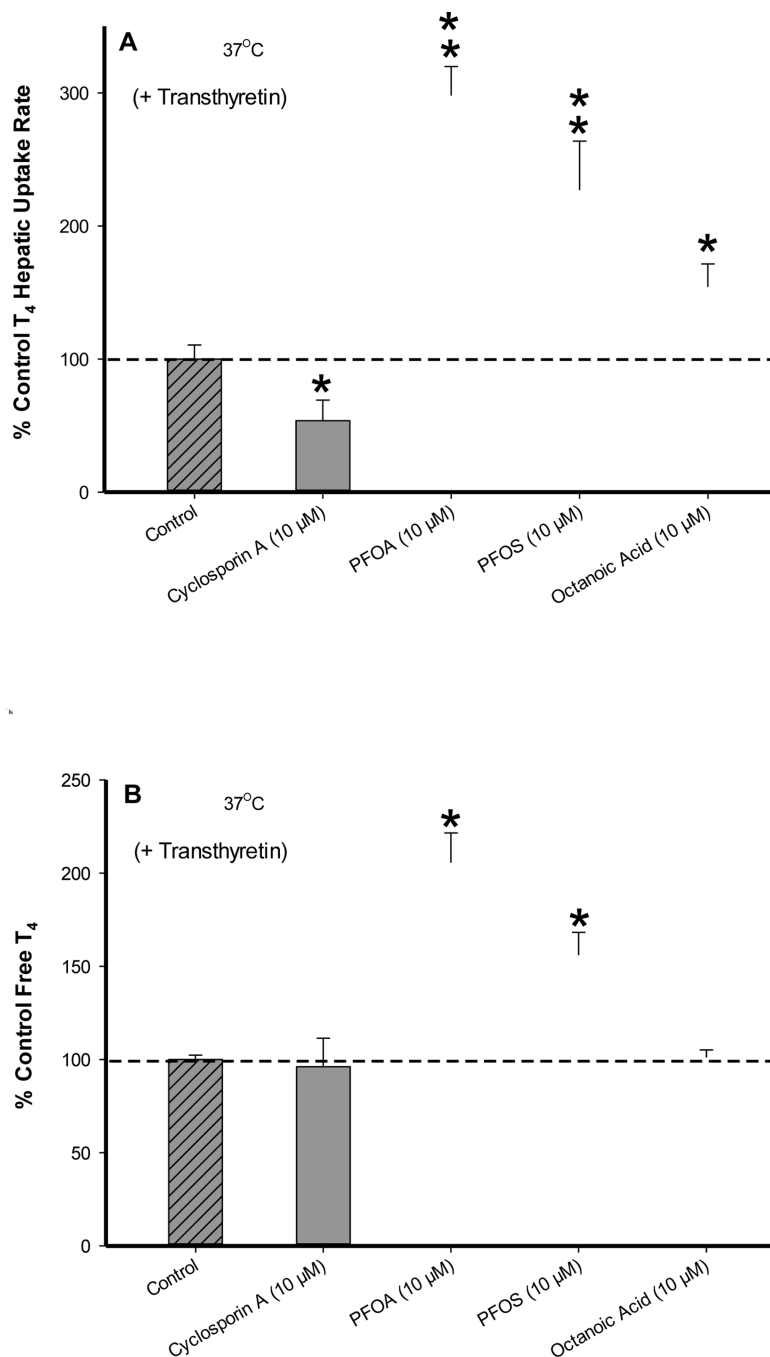 A
37°C
(+ Transthyretin)
% Control T4 Hepatic Uptake Rate
300
200
100
0
**
**
*
*
Control
Cyclosporin A (10 µM)
PFOA (10 µM)
PFOS (10 µM)
Octanoic Acid (10 µM)
B
37°C
(+ Transthyretin)
% Control Free T4
250
200
150
100
50
0
*
*
Control
Cyclosporin A (10 µM)
PFOA (10 µM)
PFOS (10 µM)
Octanoic Acid (10 µM)